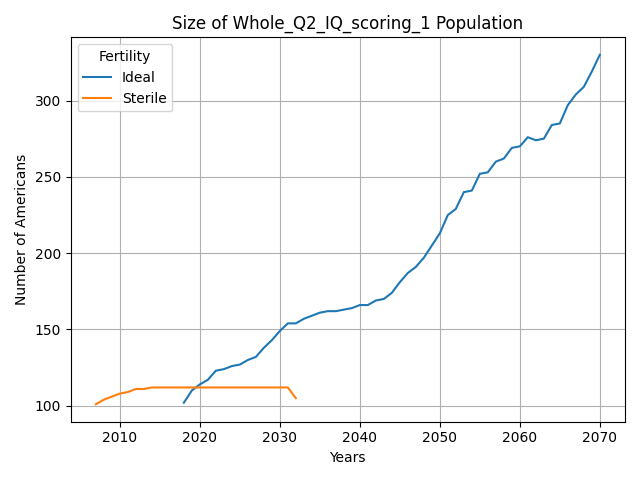 Size of Whole_Q2_IQ_scoring_1 Population
Fertility
Ideal
Sterile
Number of Americans
300
250
200
150
100
2010 2020 2030 2040 2050 2060 2070
Years